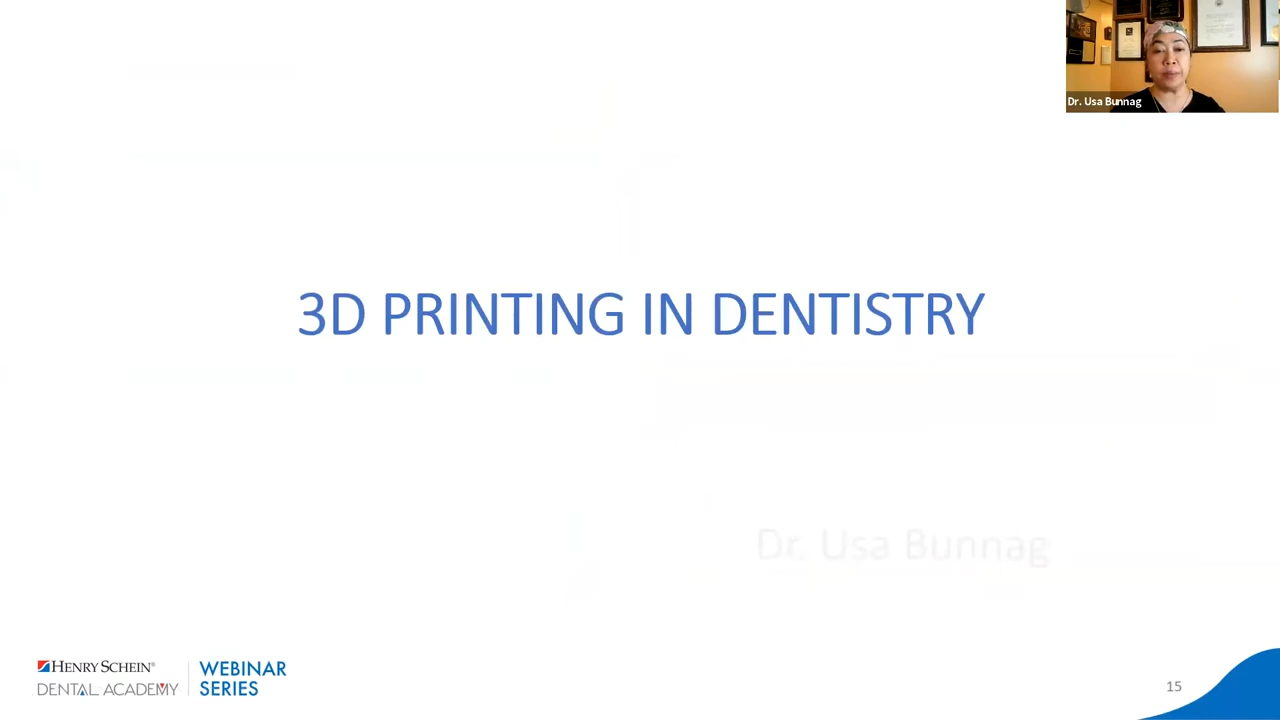 Dr. Usa Bunnag
3D PRINTING IN DENTISTRY
Dr. Usa Bunnag
HENRY SCHEIN®
DENTAL ACADEMY
WEBINAR
SERIES
15